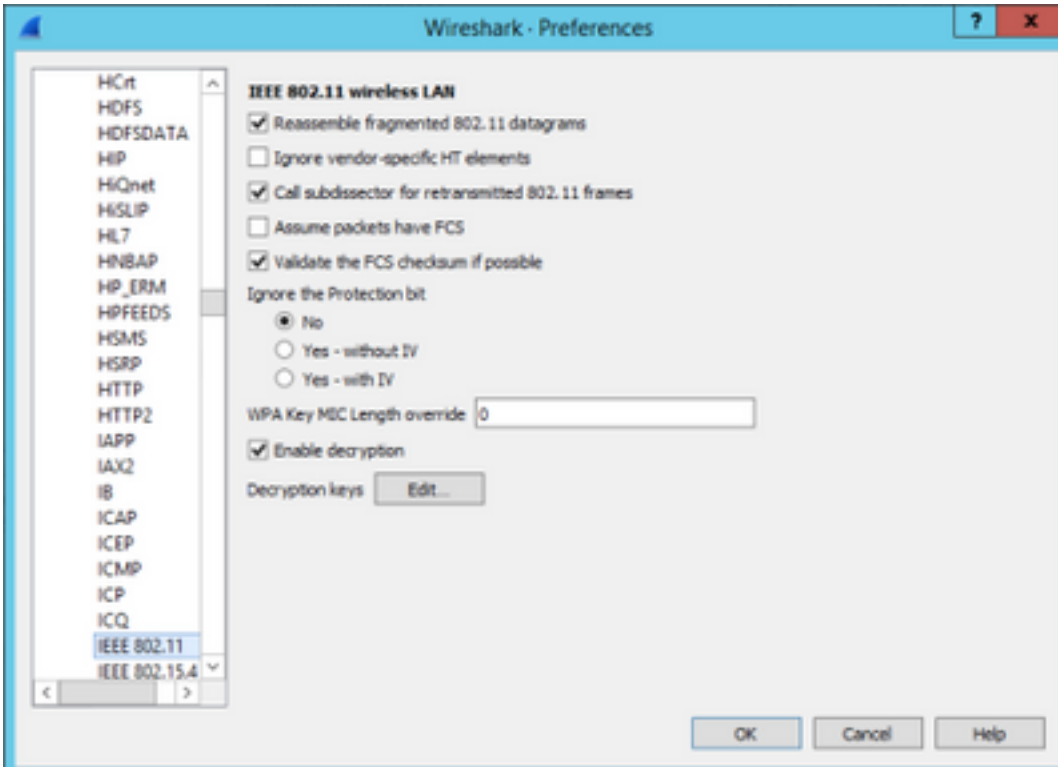 Wireshark · Preferences
?
x
HCrt
HDFS
HDFSDATA
HIP
HiQnet
HiSLIP
HL7
HNBAP
HP_ERM
HPFEEDS
HSMS
HSRP
HTTP
HTTP2
IAPP
IAX2
IB
ICAP
ICEP
ICMP
ICP
ICQ
IEEE 802.11
IEEE 802.15.4
IEEE 802.11 wireless LAN
Reassemble fragmented 802.11 datagrams
Ignore vendor-specific HT elements
Call subdissector for retransmitted 802.11 frames
Assume packets have FCS
Validate the FCS checksum if possible
Ignore the Protection bit
No
Yes - without IV
Yes - with IV
WPA Key MIC Length override 0
Enable decryption
Decryption keys Edit...
OK Cancel Help